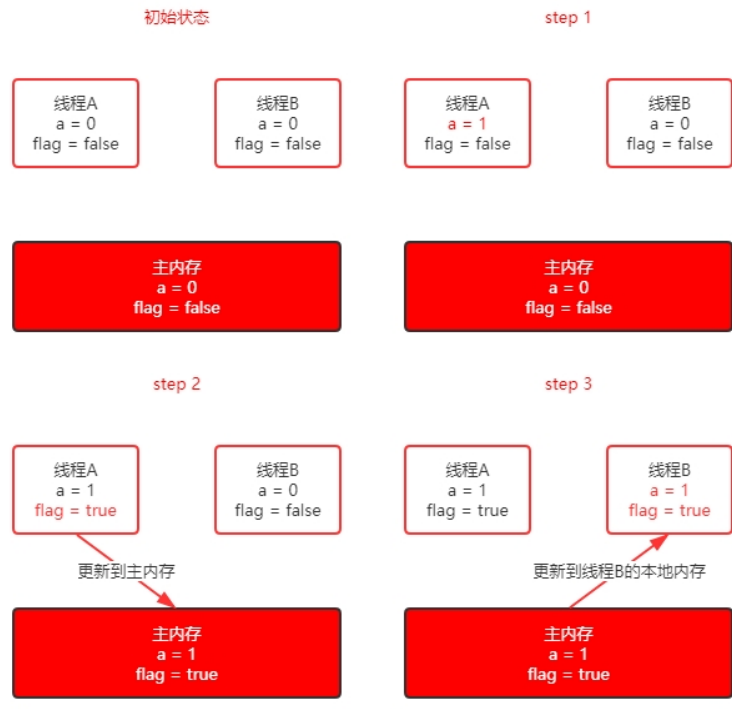 初始状态
线程A
a = 0
flag = false
线程B
a = 0
flag = false
主内存
a = 0
flag = false
step 1
线程A
a = 1
flag = false
线程B
a = 0
flag = false
主内存
a = 0
flag = false
step 2
线程A
a = 1
flag = true
线程B
a = 0
flag = false
更新到主内存
主内存
a = 1
flag = true
step 3
线程A
a = 1
flag = true
线程B
a = 1
flag = true
更新到线程B的本地内存
主内存
a = 1
flag = true